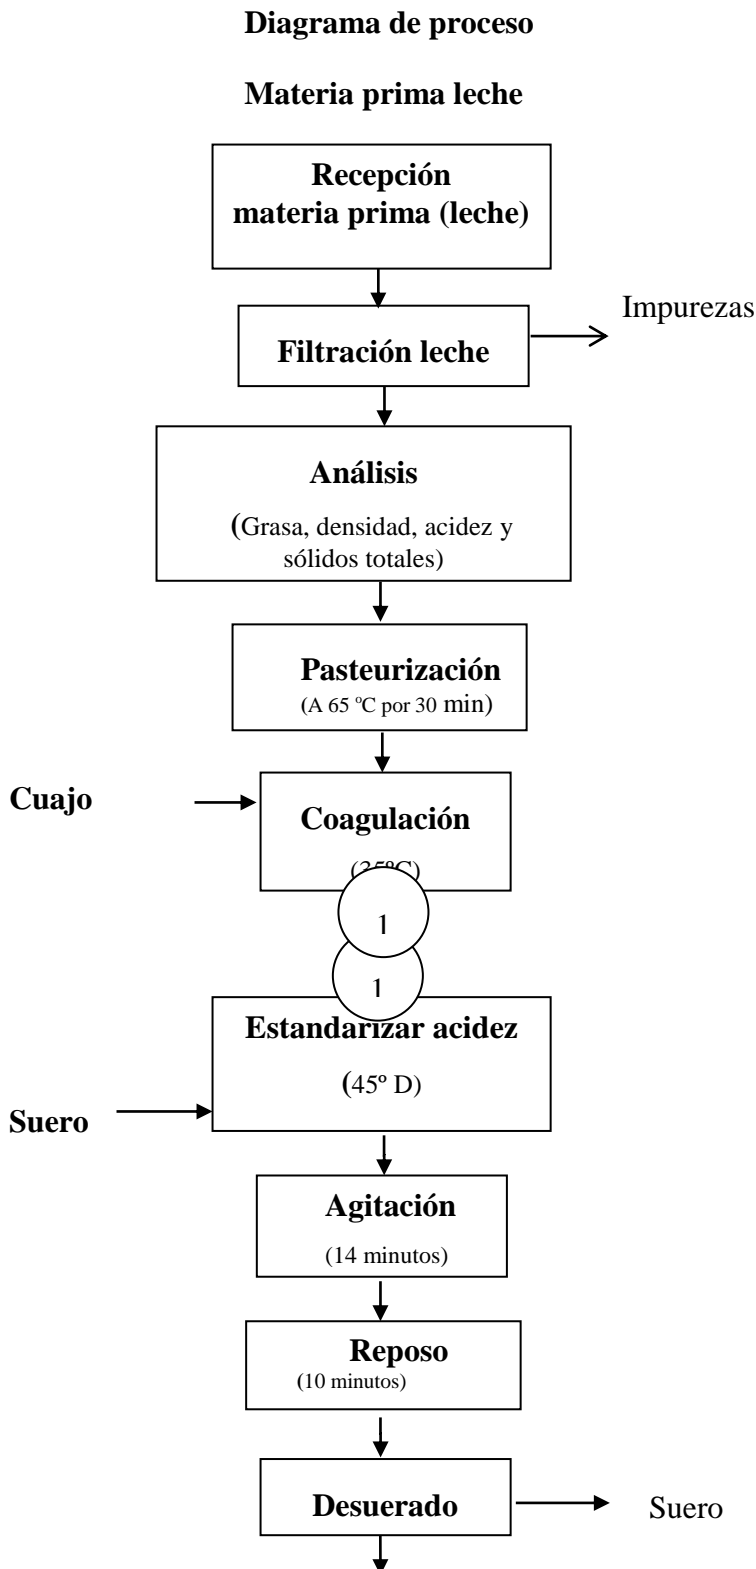 Diagrama de proceso
Materia prima leche
Recepción
materia prima (leche)
Impurezas
Filtración leche
Análisis
(Grasa, densidad, acidez y
sólidos totales)
Pasteurización
(A 65 ºC por 30 min)
Cuajo
Coagulación
(35ºC)
1
1
Estandarizar acidez
(45º D)
Suero
Agitación
(14 minutos)
Reposo
(10 minutos)
Desuerado
Suero